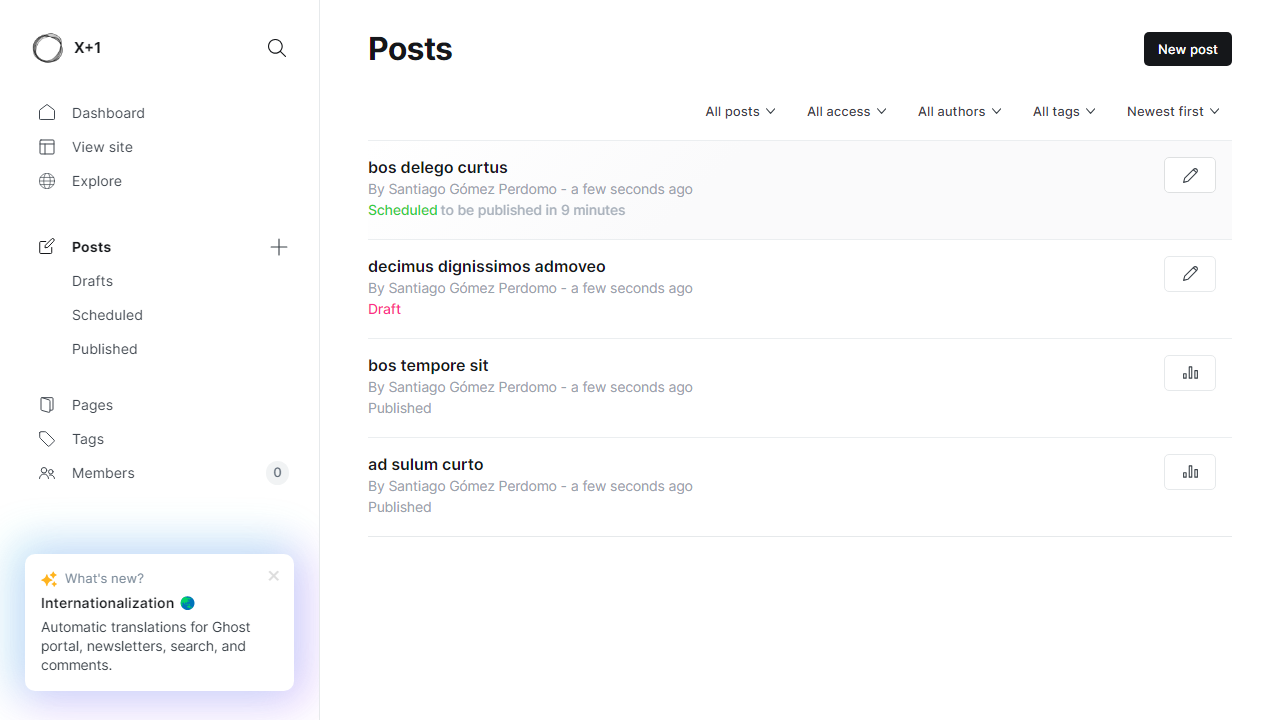 X+1
Dashboard
View site
Explore
Posts
Drafts
Scheduled
Published
Pages
Tags
Members 0
What's new?
Internationalization 🌏
Automatic translations for Ghost
portal, newsletters, search, and
comments.
Posts
New post
All posts All access All authors All tags Newest first
bos delego curtus
By Santiago Gómez Perdomo - a few seconds ago
Scheduled to be published in 9 minutes
decimus dignissimos admoveo
By Santiago Gómez Perdomo - a few seconds ago
Draft
bos tempore sit
By Santiago Gómez Perdomo - a few seconds ago
Published
ad sulum curto
By Santiago Gómez Perdomo - a few seconds ago
Published